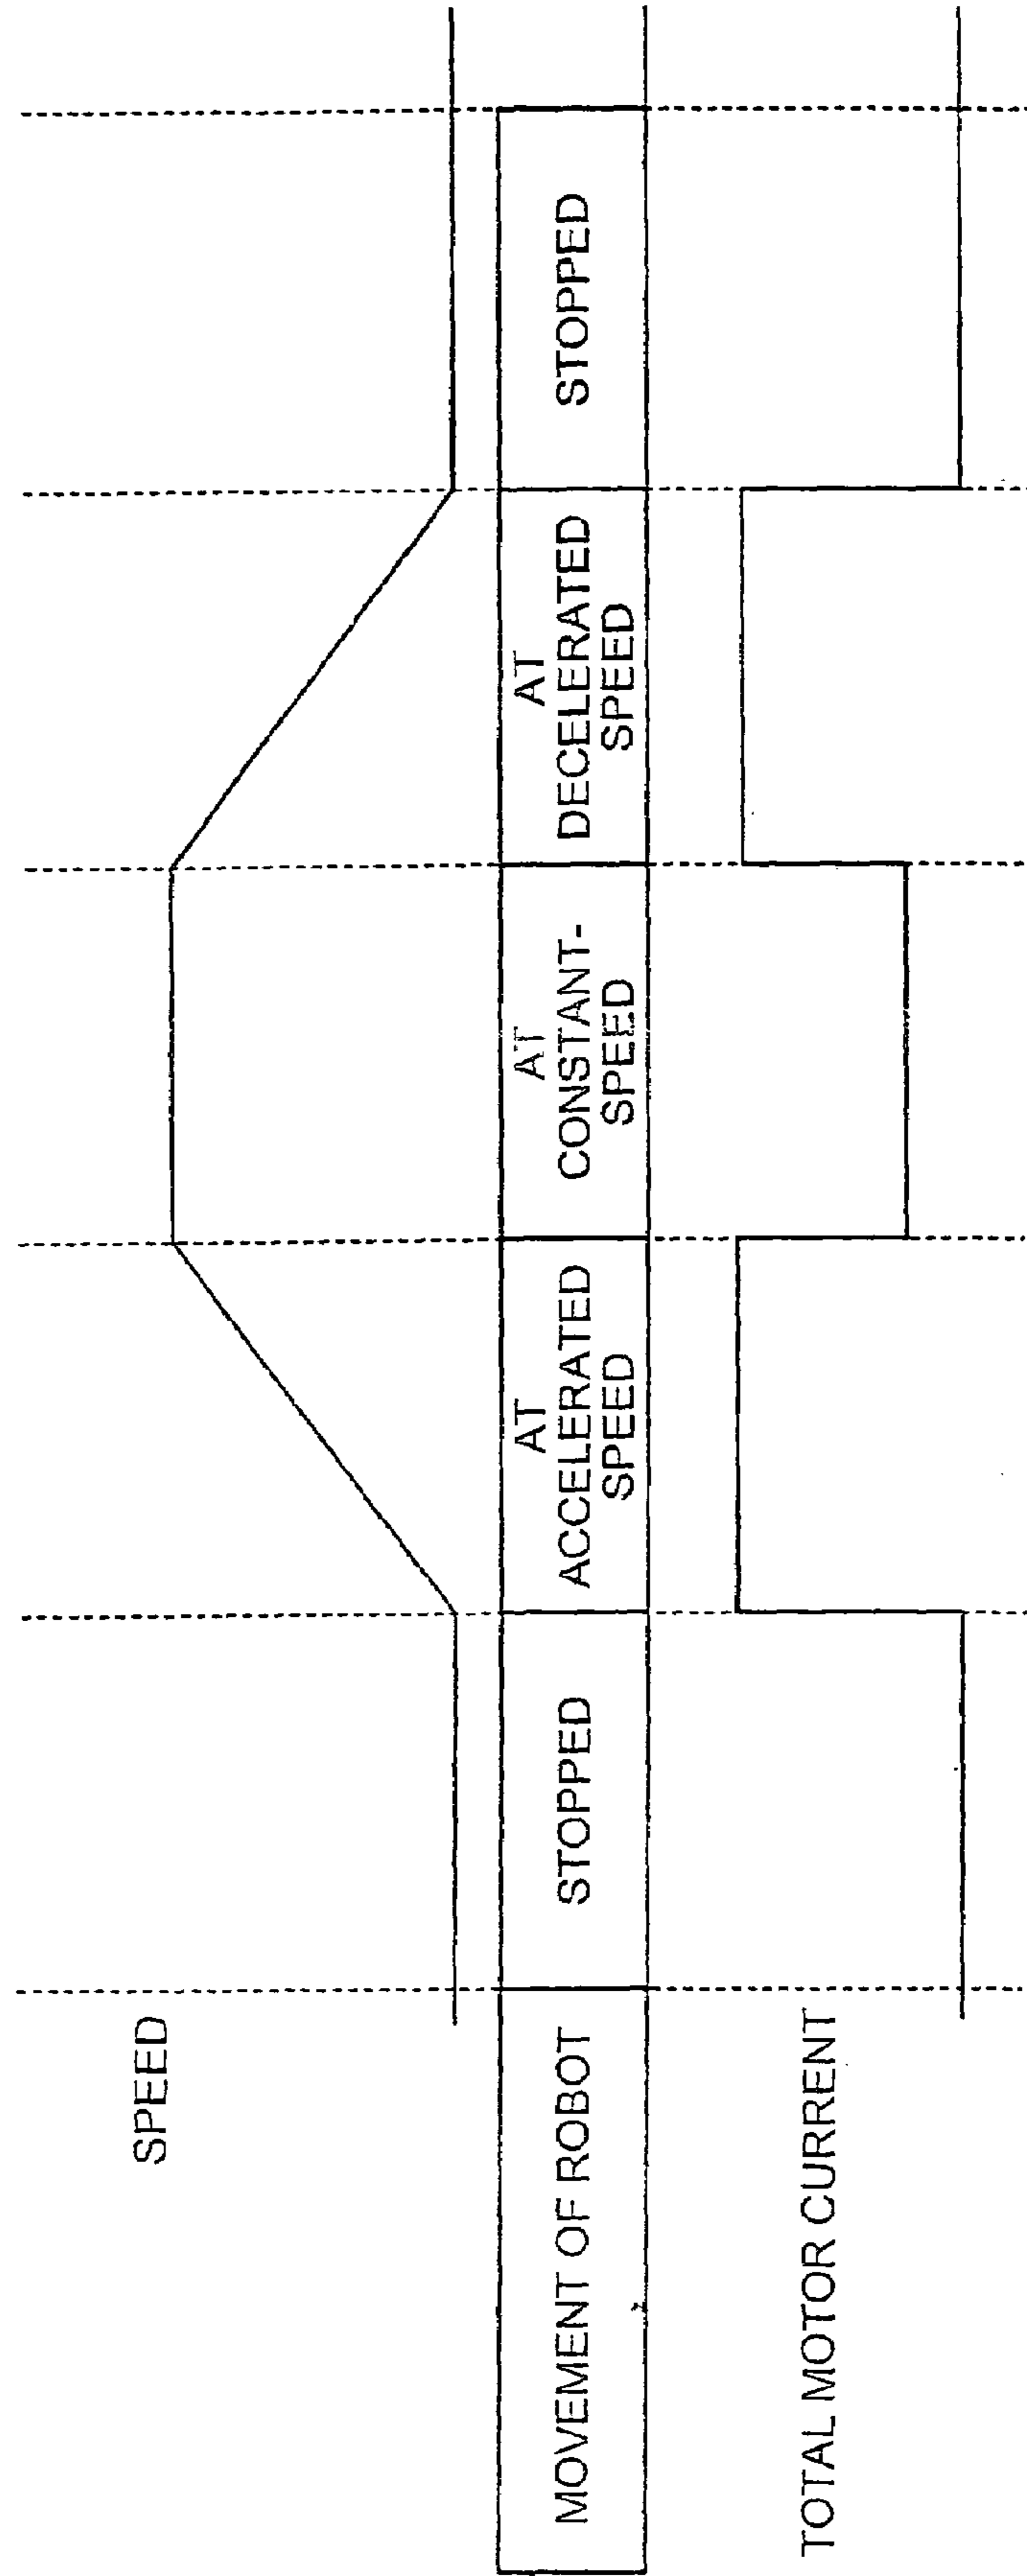 SPEED
MOVEMENT OF ROBOT
STOPPED
AT
ACCELERATED
SPEED
AT
CONSTANT-
SPEED
AT
DECELERATED
SPEED
STOPPED
TOTAL MOTOR CURRENT